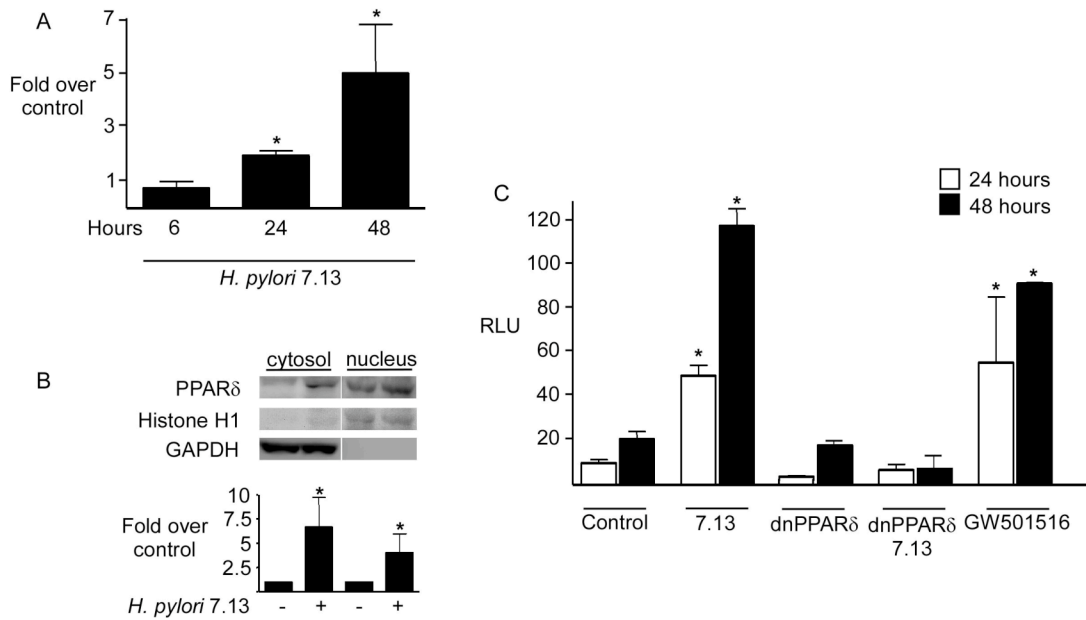 A
Fold over
control
7
5
3
1
*
*
Hours 6 24 48
H. pylori 7.13
B
cytosol nucleus
PPARδ
Histone H1
GAPDH
Fold over
control
10
7.5
5
2.5
*
*
H. pylori 7.13 - + - +
C
24 hours
48 hours
RLU
120
100
80
60
40
20
*
*
*
*
Control 7.13 dnPPARδ dnPPARδ GW501516
7.13